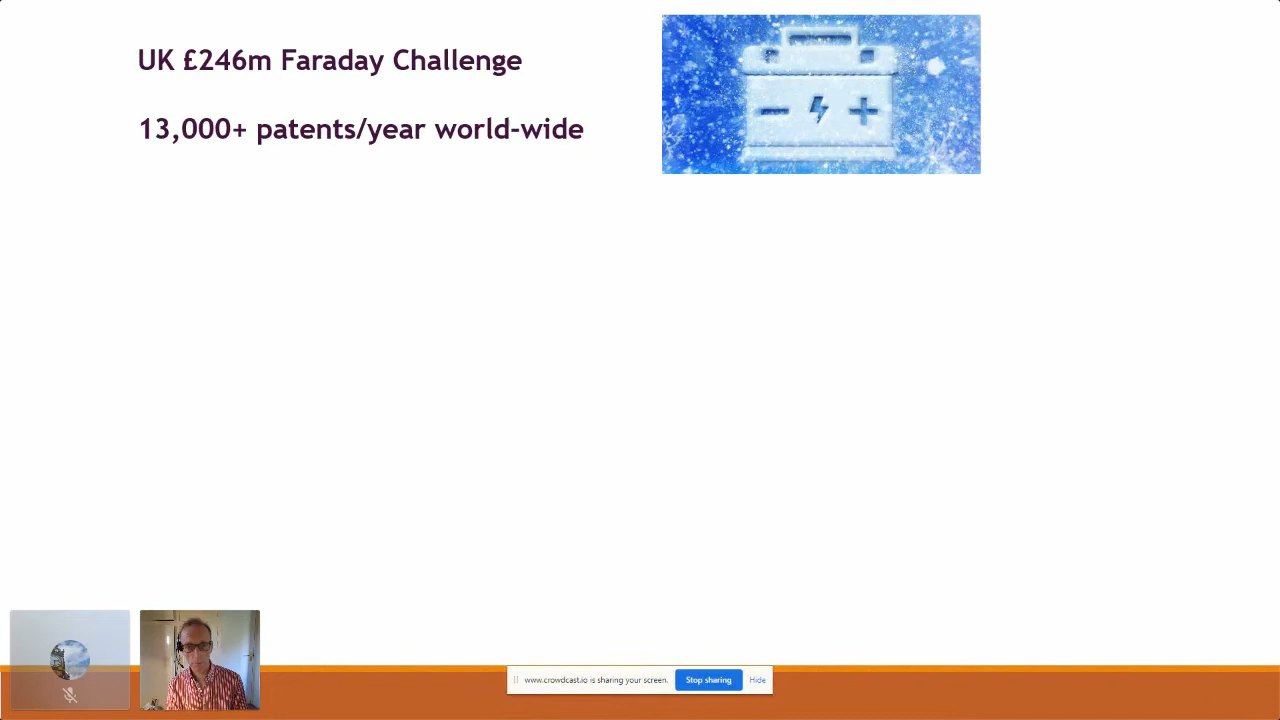 UK £246m Faraday Challenge
13,000+ patents/year world-wide
www.crowdcast.io is sharing your screen.
Stop sharing
Hide